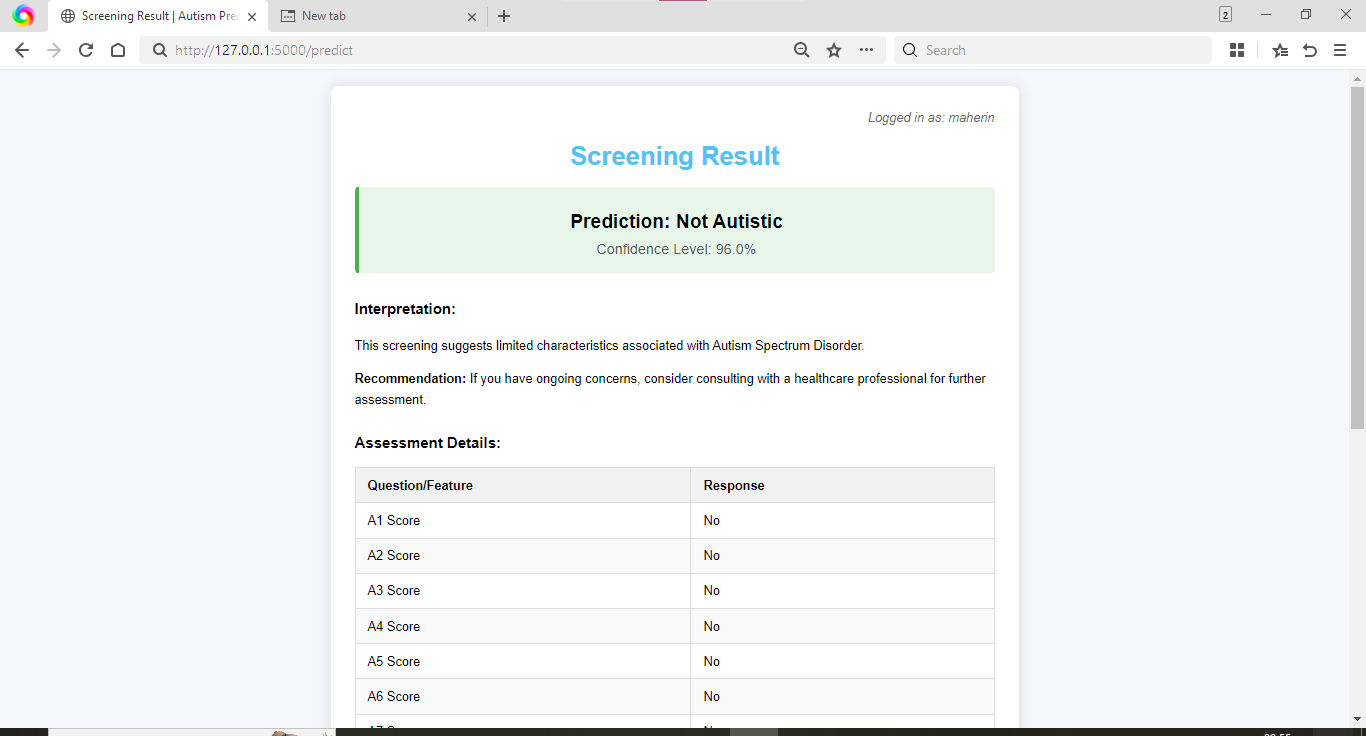 Screening Result | Autism Pre
New tab
2
http://127.0.0.1:5000/predict
Search
Logged in as: maherin
Screening Result
Prediction: Not Autistic
Confidence Level: 96.0%
Interpretation:
This screening suggests limited characteristics associated with Autism Spectrum Disorder.
Recommendation: If you have ongoing concerns, consider consulting with a healthcare professional for further
assessment.
Assessment Details:
Question/Feature Response
A1 Score No
A2 Score No
A3 Score No
A4 Score No
A5 Score No
A6 Score No